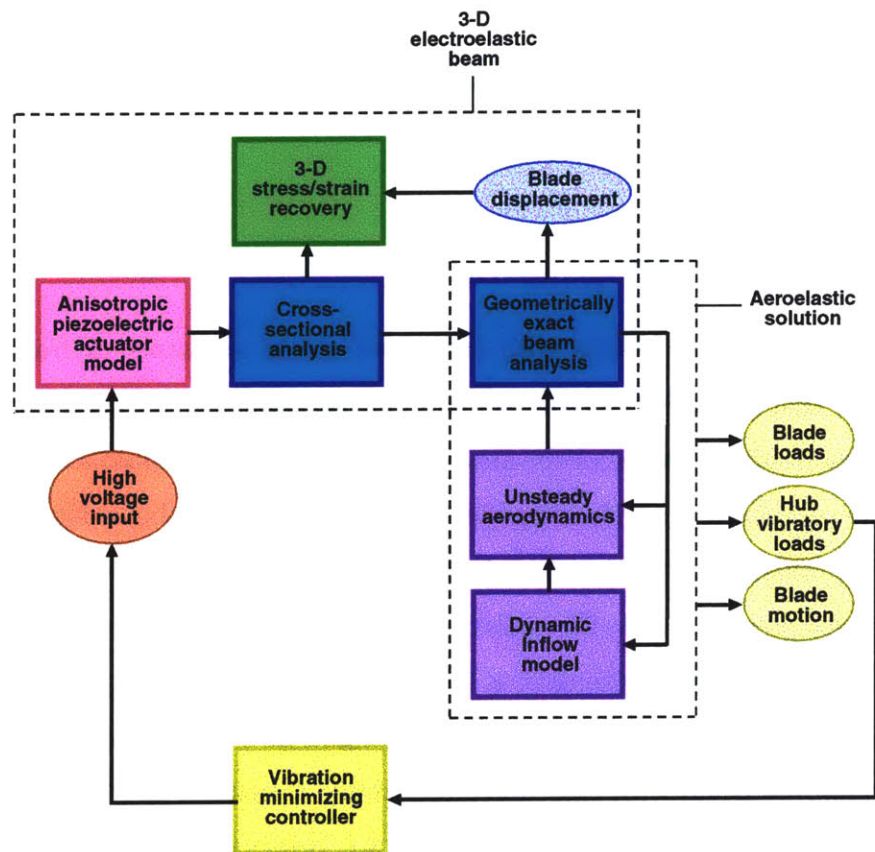 3-D
electroelastic
beam
3-D
stress/strain
recovery
Blade
displacement
Anisotropic
piezoelectric
actuator
model
Cross-
sectional
analysis
Geometrically
exact
beam
analysis
Aeroelastic
solution
High
voltage
input
Unsteady
aerodynamics
Blade
loads
Hub
vibratory
loads
Blade
motion
Dynamic
Inflow
model
Vibration
minimizing
controller